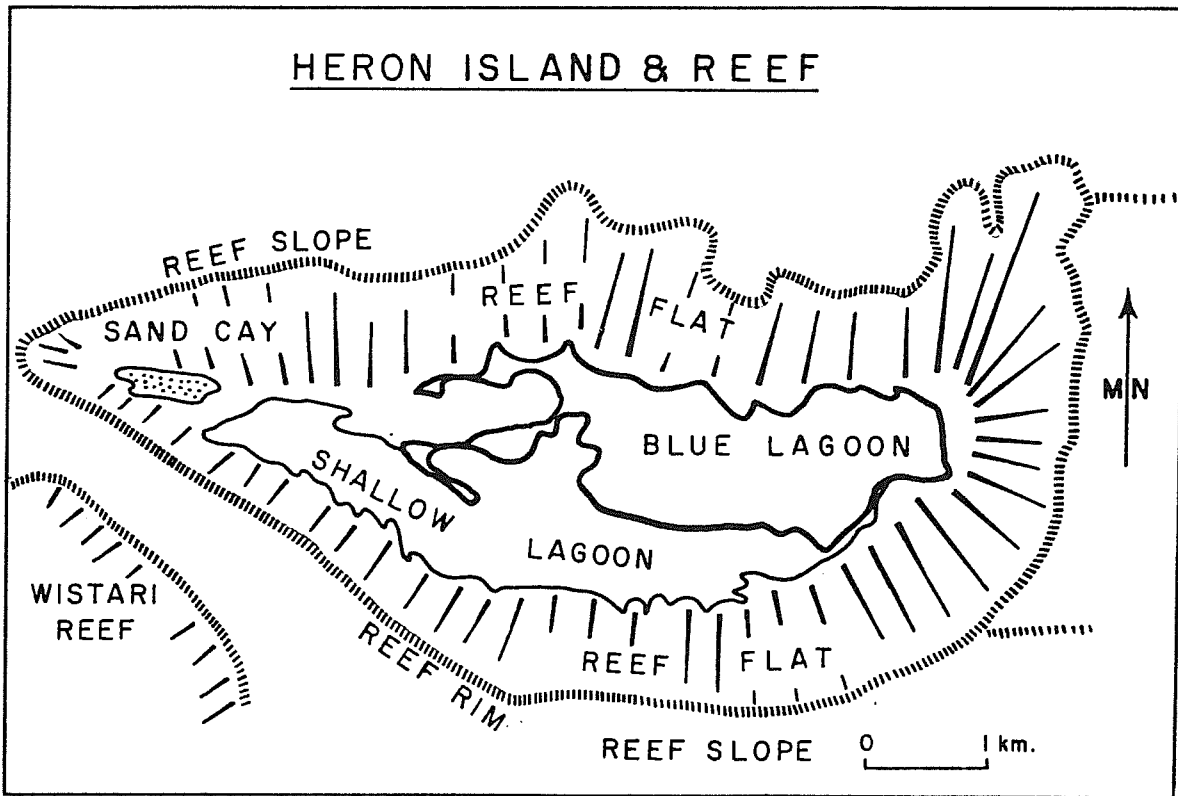 HERON ISLAND & REEF
REEF SLOPE
REEF
FLAT
SAND CAY
MN
BLUE LAGOON
SHALLOW
LAGOON
WISTARI
REEF
REEF RIM
REEF FLAT
REEF SLOPE
0 1 km.